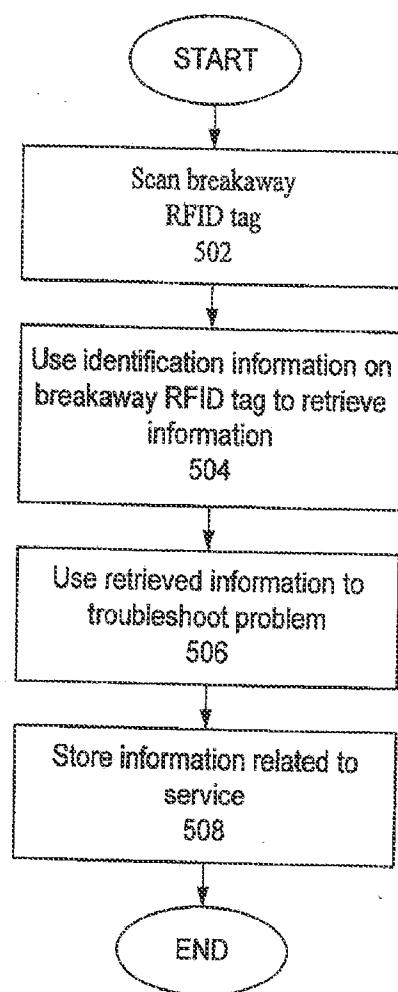 START
Scan breakaway
RFID tag
502
Use identification information on
breakaway RFID tag to retrieve
information
504
Use retrieved information to
troubleshoot problem
506
Store information related to
service
508
END